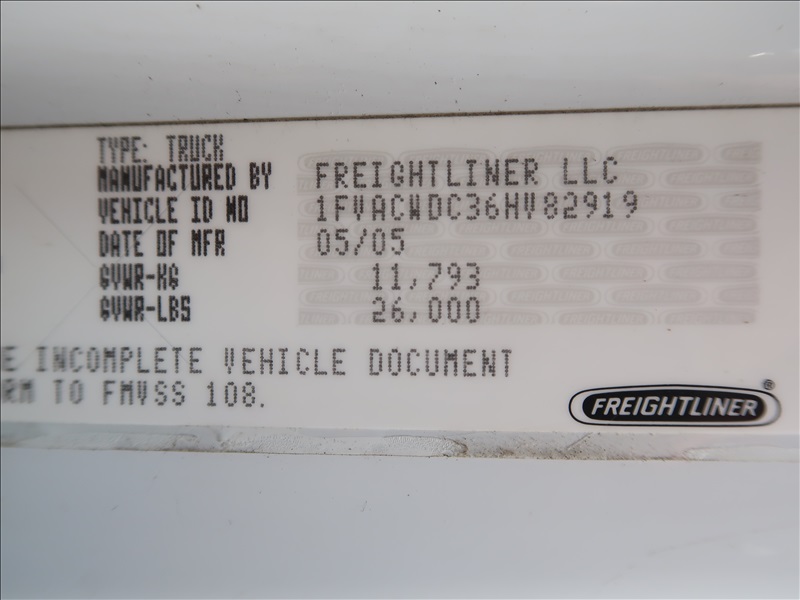 TYPE: TRUCK
MANUFACTURED BY FREIGHTLINER LLC
VEHICLE ID NO 1FVACWDC36HV82919
DATE OF MFR 05/05
GVWR-KG 11,793
GVWR-LBS 26,000
E INCOMPLETE VEHICLE DOCUMENT
RM TO FMVSS 108.
FREIGHTLINER®